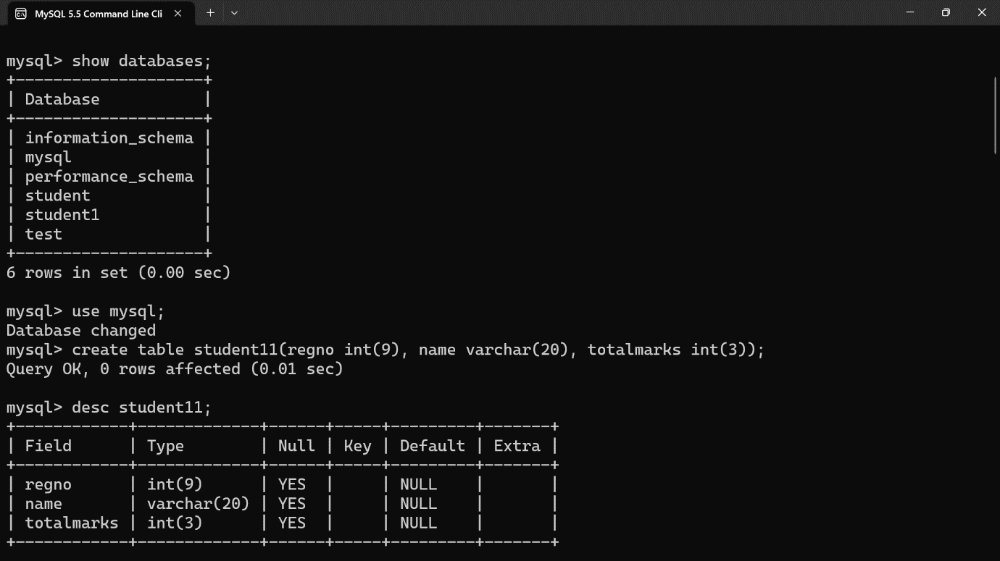 MySQL 5.5 Command Line Cli
mysql> show databases;
+--------------------+
| Database           |
+--------------------+
| information_schema |
| mysql              |
| performance_schema |
| student            |
| student1           |
| test               |
+--------------------+
6 rows in set (0.00 sec)
mysql> use mysql;
Database changed
mysql> create table student11(regno int(9), name varchar(20), totalmarks int(3));
Query OK, 0 rows affected (0.01 sec)
mysql> desc student11;
+------------+-------------+------+-----+---------+-------+
| Field      | Type        | Null | Key | Default | Extra |
+------------+-------------+------+-----+---------+-------+
| regno      | int(9)      | YES  |     | NULL    |       |
| name       | varchar(20) | YES  |     | NULL    |       |
| totalmarks | int(3)      | YES  |     | NULL    |       |
+------------+-------------+------+-----+---------+-------+